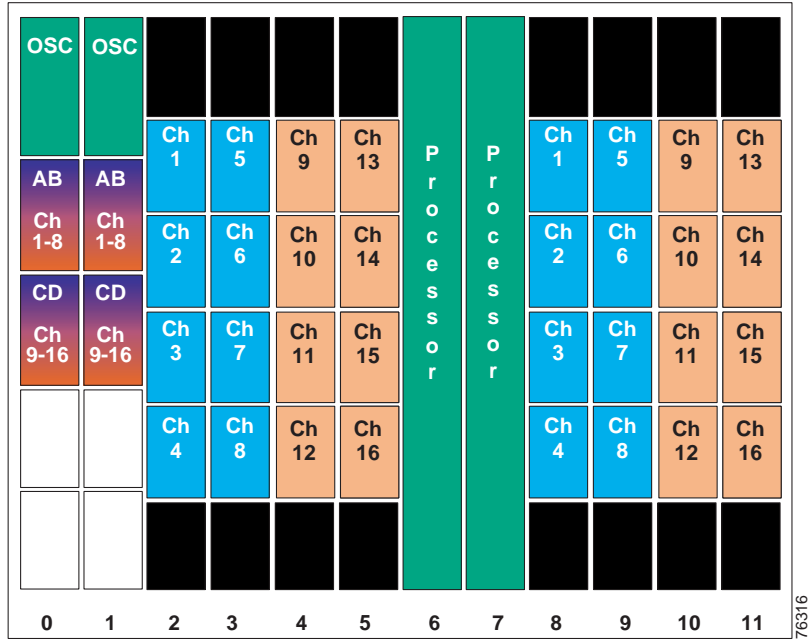 OSC OSC
AB AB
Ch 1-8 Ch 1-8
CD CD
Ch 9-16 Ch 9-16
Ch 1 Ch 5 Ch 9 Ch 13
Ch 2 Ch 6 Ch 10 Ch 14
Ch 3 Ch 7 Ch 11 Ch 15
Ch 4 Ch 8 Ch 12 Ch 16
Processor
Processor
Ch 1 Ch 5 Ch 9 Ch 13
Ch 2 Ch 6 Ch 10 Ch 14
Ch 3 Ch 7 Ch 11 Ch 15
Ch 4 Ch 8 Ch 12 Ch 16
0 1 2 3 4 5 6 7 8 9 10 11
76316